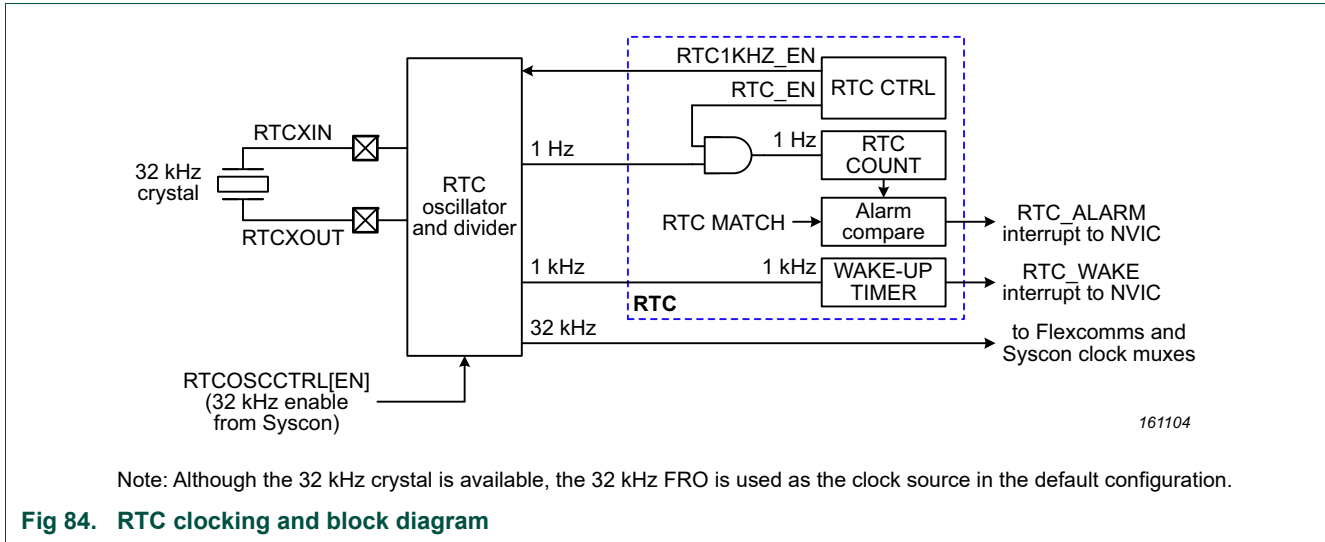 RTC1KHZ_EN
RTC CTRL
RTC_EN
RTCXIN
1 Hz
1 Hz
RTC
COUNT
32 kHz
crystal
RTC
oscillator
and divider
RTCXOUT
RTC MATCH
Alarm
compare
RTC_ALARM
interrupt to NVIC
1 kHz
1 kHz
WAKE-UP
TIMER
RTC_WAKE
interrupt to NVIC
RTC
32 kHz
to Flexcomms and
Syscon clock muxes
RTCOSCCTRL[EN]
(32 kHz enable
from Syscon)
161104
Note: Although the 32 kHz crystal is available, the 32 kHz FRO is used as the clock source in the default configuration.
Fig 84. RTC clocking and block diagram